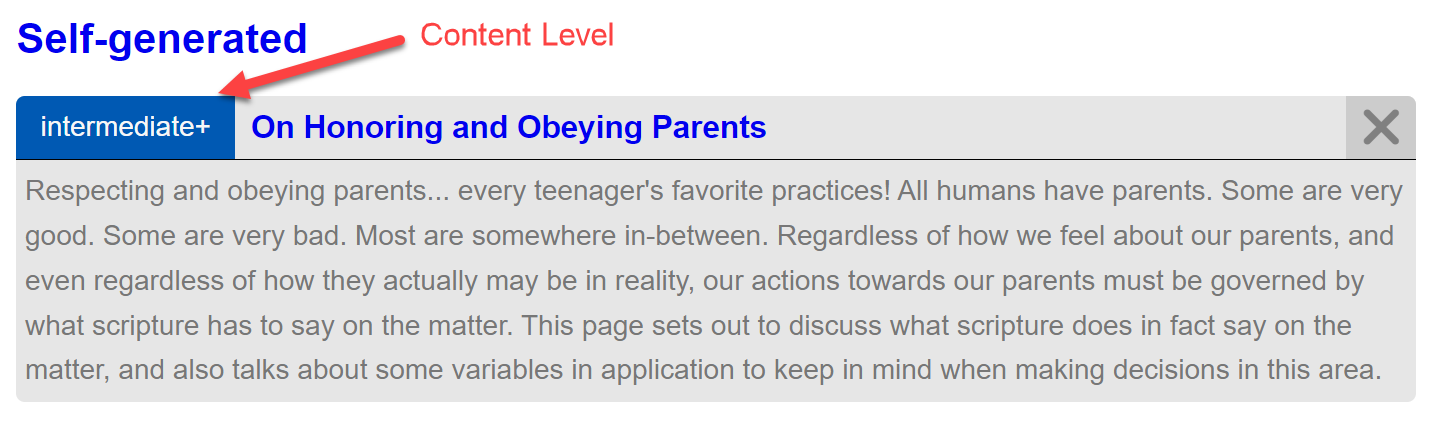 Self-generated
Content Level
intermediate+
On Honoring and Obeying Parents
Respecting and obeying parents... every teenager's favorite practices! All humans have parents. Some are very
good. Some are very bad. Most are somewhere in-between. Regardless of how we feel about our parents, and
even regardless of how they actually may be in reality, our actions towards our parents must be governed by
what scripture has to say on the matter. This page sets out to discuss what scripture does in fact say on the
matter, and also talks about some variables in application to keep in mind when making decisions in this area.